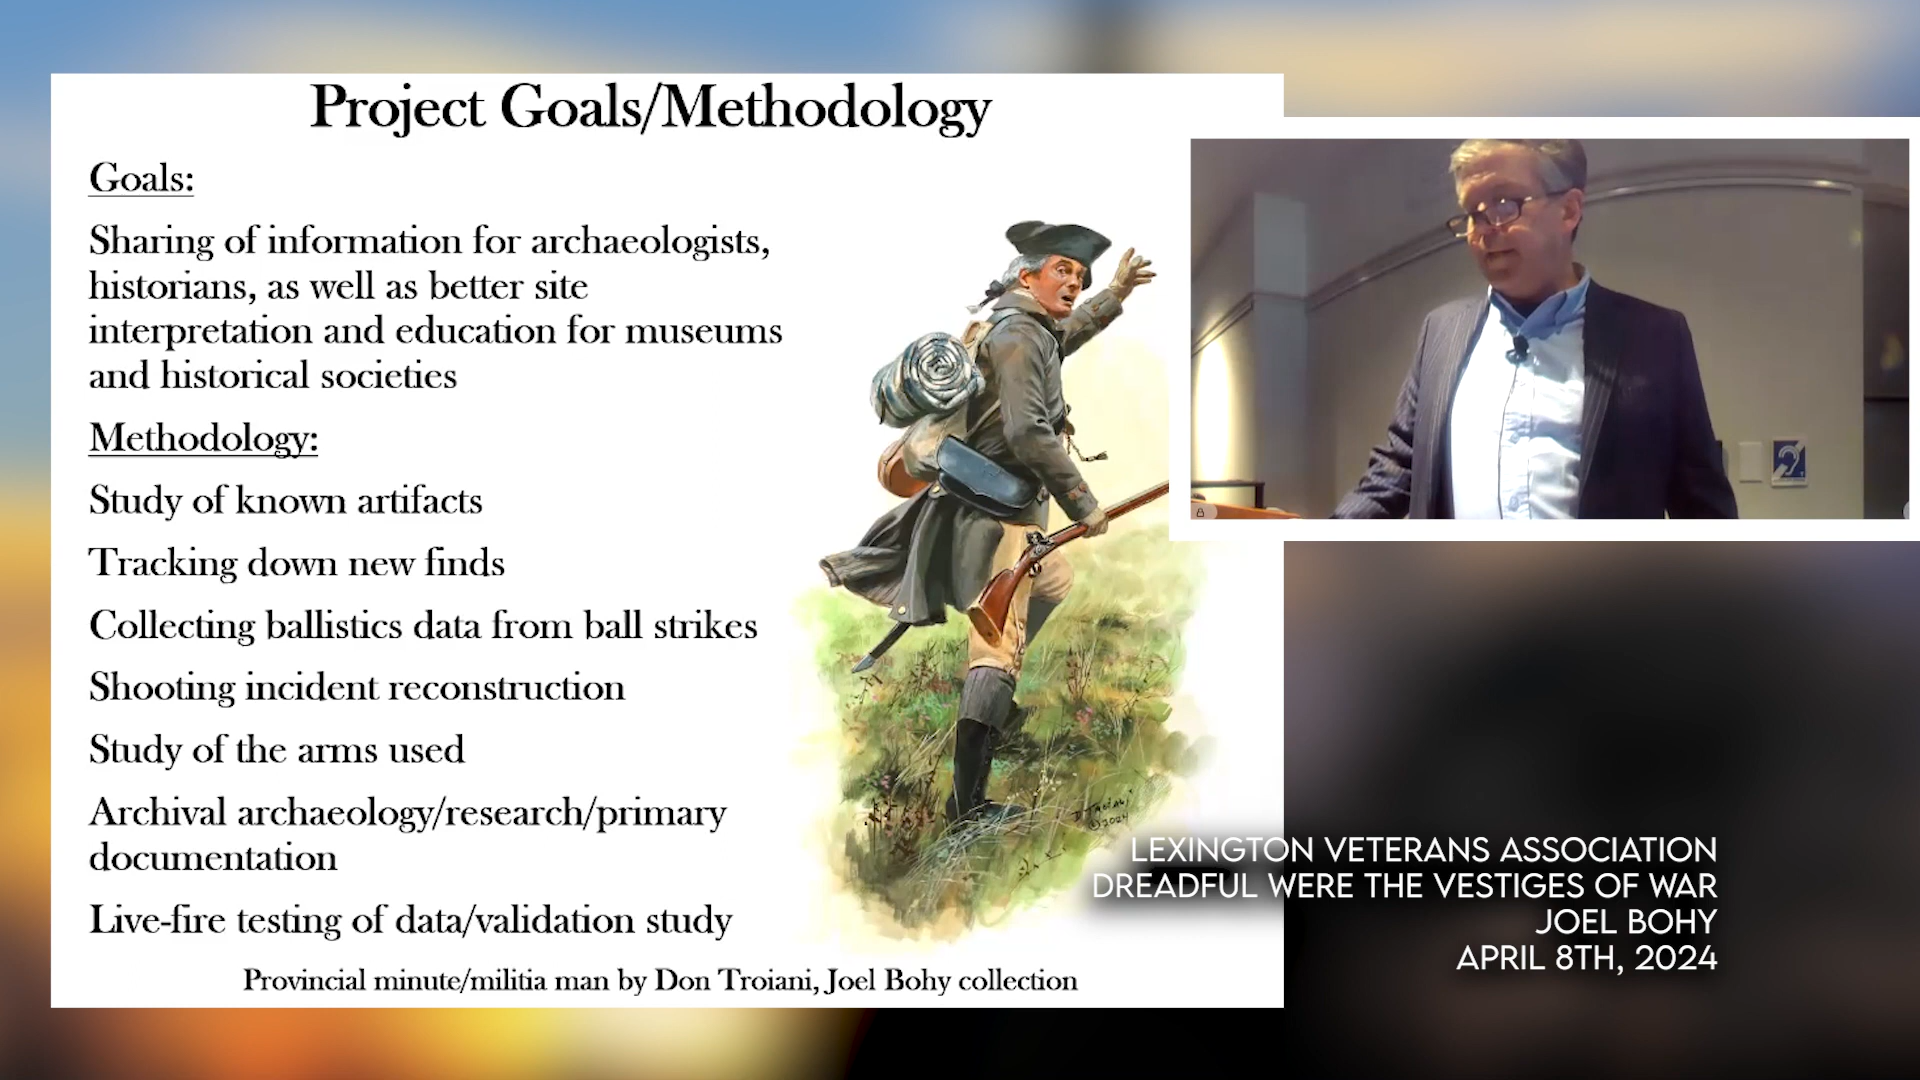 Project Goals/Methodology
Goals:
Sharing of information for archaeologists,
historians, as well as better site
interpretation and education for museums
and historical societies
Methodology:
Study of known artifacts
Tracking down new finds
Collecting ballistics data from ball strikes
Shooting incident reconstruction
Study of the arms used
Archival archaeology/research/primary
documentation
Live-fire testing of data/validation study
Provincial minute/militia man by Don Troiani, Joel Bohy collection
D. Troiani
©2024
LEXINGTON VETERANS ASSOCIATION
DREADFUL WERE THE VESTIGES OF WAR
JOEL BOHY
APRIL 8TH, 2024